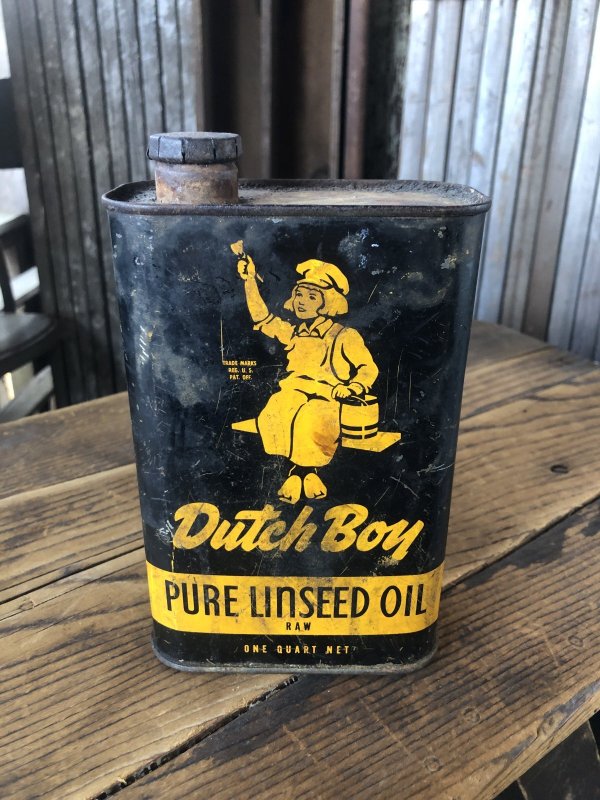 TRADE MARKS
REG. U. S.
PAT. OFF.
Dutch Boy
PURE LINSEED OIL
RAW
ONE QUART NET